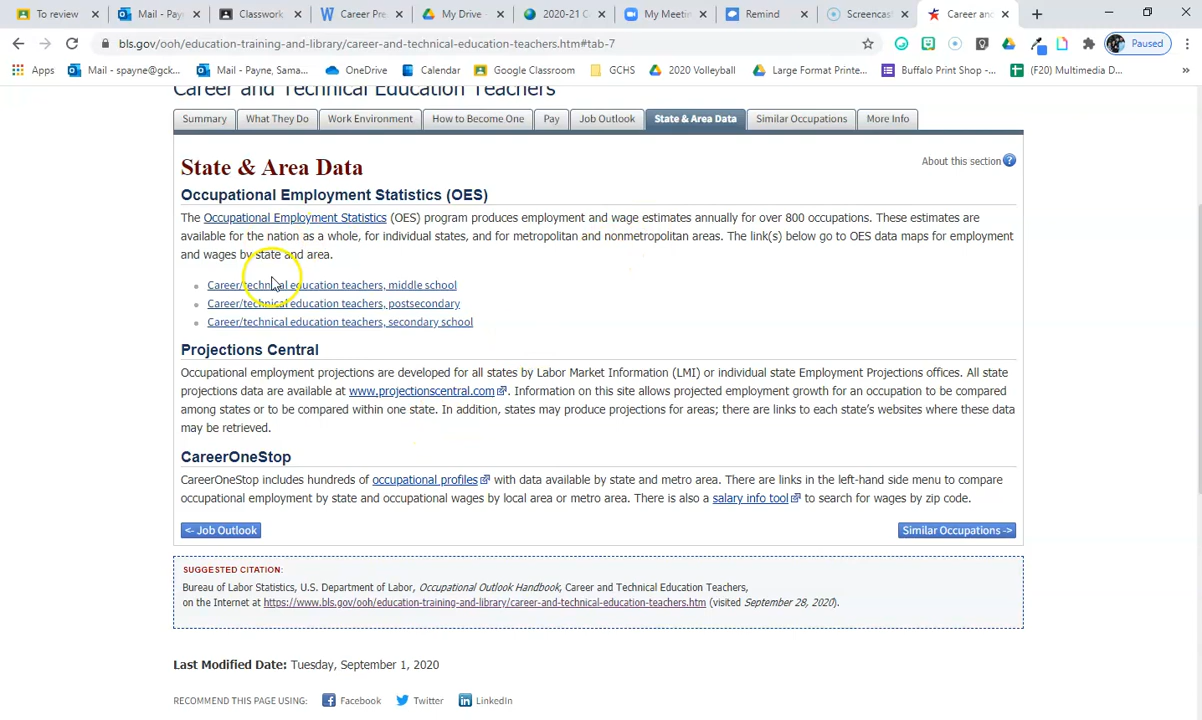 To review
Mail - Paye
Classwork
Career Pre
My Drive -
2020-21 C
My Meeti
Remind
Screencas
Career and
bls.gov/ooh/education-training-and-library/career-and-technical-education-teachers.htm#tab-7
Paused
Apps
Mail - spayne@gck...
Mail - Payne, Sama...
OneDrive
Calendar
Google Classroom
GCHS
2020 Volleyball
Large Format Printe...
Buffalo Print Shop -...
(F20) Multimedia D...
Career and Technical Education Teachers
Summary
What They Do
Work Environment
How to Become One
Pay
Job Outlook
State & Area Data
Similar Occupations
More Info
State & Area Data
About this section ?
Occupational Employment Statistics (OES)
The Occupational Employment Statistics (OES) program produces employment and wage estimates annually for over 800 occupations. These estimates are
available for the nation as a whole, for individual states, and for metropolitan and nonmetropolitan areas. The link(s) below go to OES data maps for employment
and wages by state and area.
Career/technical education teachers, middle school
Career/technical education teachers, postsecondary
Career/technical education teachers, secondary school
Projections Central
Occupational employment projections are developed for all states by Labor Market Information (LMI) or individual state Employment Projections offices. All state
projections data are available at www.projectionscentral.com. Information on this site allows projected employment growth for an occupation to be compared
among states or to be compared within one state. In addition, states may produce projections for areas; there are links to each state's websites where these data
may be retrieved.
CareerOneStop
CareerOneStop includes hundreds of occupational profiles with data available by state and metro area. There are links in the left-hand side menu to compare
occupational employment by state and occupational wages by local area or metro area. There is also a salary info tool to search for wages by zip code.
<- Job Outlook
Similar Occupations ->
SUGGESTED CITATION:
Bureau of Labor Statistics, U.S. Department of Labor, Occupational Outlook Handbook, Career and Technical Education Teachers,
on the Internet at https://www.bls.gov/ooh/education-training-and-library/career-and-technical-education-teachers.htm (visited September 28, 2020).
Last Modified Date: Tuesday, September 1, 2020
RECOMMEND THIS PAGE USING:
Facebook
Twitter
LinkedIn